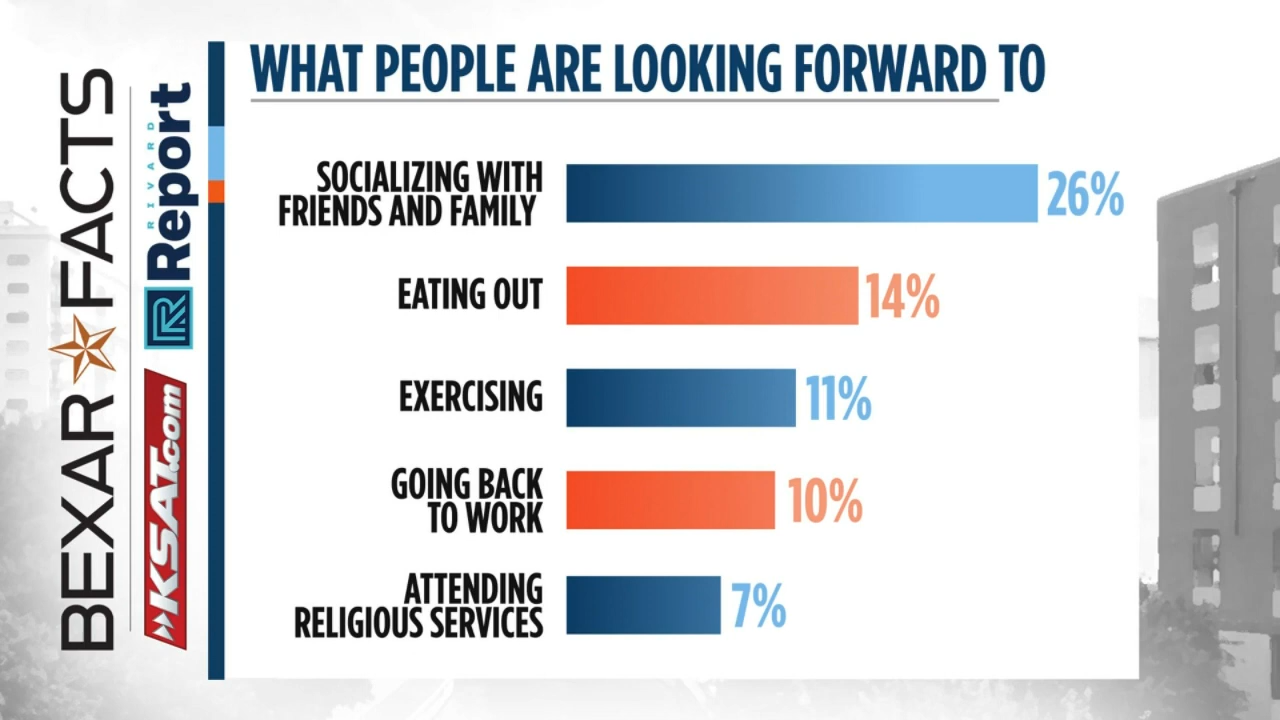 WHAT PEOPLE ARE LOOKING FORWARD TO
SOCIALIZING WITH
FRIENDS AND FAMILY
26%
EATING OUT
14%
EXERCISING
11%
GOING BACK
TO WORK
10%
ATTENDING
RELIGIOUS SERVICES
7%
BEXAR FACTS
RIVARD
Report
KSAT.com